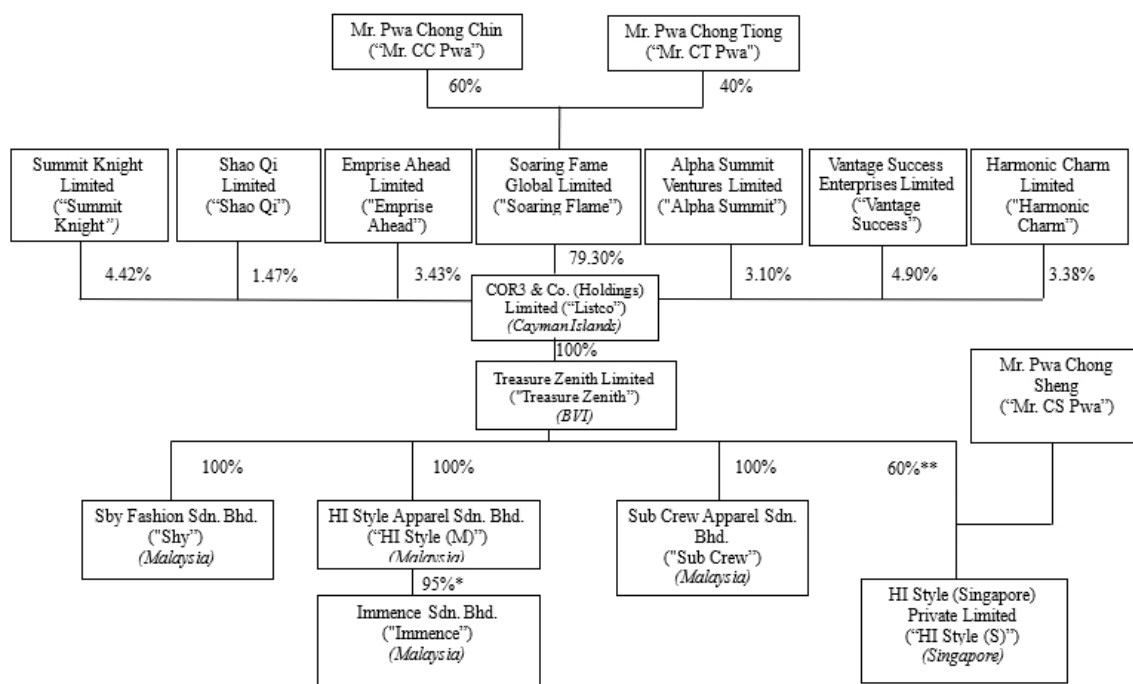 Mr. Pwa Chong Chin
(“Mr. CC Pwa”)
Mr. Pwa Chong Tiong
(“Mr. CT Pwa")
60%
40%
Summit Knight
Limited
(“Summit
Knight”)
Shao Qi
Limited
(“Shao Qi”)
Emprise Ahead
Limited
("Emprise
Ahead”)
Soaring Fame
Global Limited
("Soaring Flame”)
Alpha Summit
Ventures Limited
("Alpha Summit”)
Vantage Success
Enterprises Limited
(“Vantage
Success”)
Harmonic Charm
Limited
("Harmonic
Charm”)
4.42%
1.47%
3.43%
79.30%
3.10%
4.90%
3.38%
COR3 & Co. (Holdings)
Limited (“Listco”)
(Cayman Islands)
100%
Treasure Zenith Limited
("Treasure Zenith”)
(BVI)
Mr. Pwa Chong
Sheng
(“Mr. CS Pwa”)
100%
100%
100%
60%**
Sby Fashion Sdn. Bhd.
("Shy”)
(Malaysia)
HI Style Apparel Sdn. Bhd.
(“HI Style (M)”)
(Malaysia)
Sub Crew Apparel Sdn.
Bhd.
("Sub Crew”)
(Malaysia)
95%*
Immence Sdn. Bhd.
("Immence”)
(Malaysia)
HI Style (Singapore)
Private Limited
(“HI Style (S)”)
(Singapore)